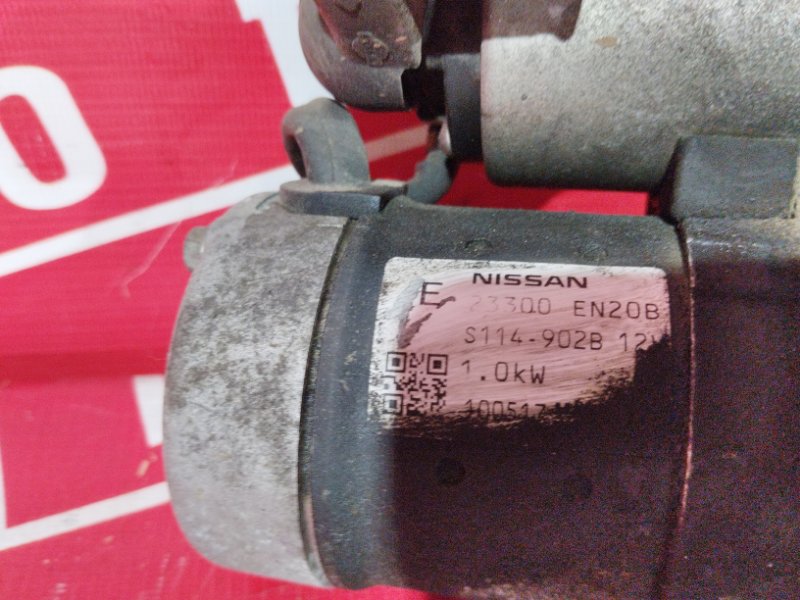 O
E NISSAN
23300 EN20B
S114-902B 12V
1.0kW